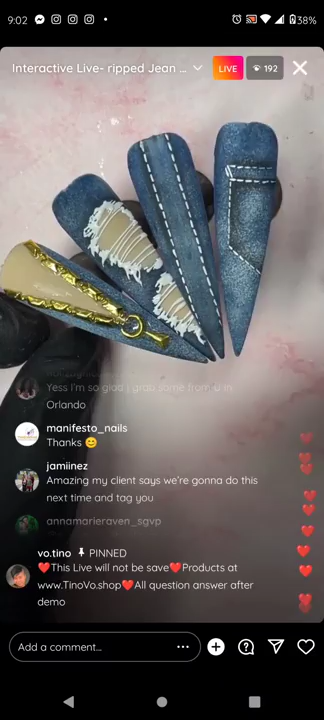 9:02
38%
Interactive Live- ripped Jean ...
LIVE
192
Yess I'm so glad I grab some from u in
Orlando
manifesto_nails
Thanks 😊
jamiinez
Amazing my client says we're gonna do this
next time and tag you
annamarieraven_sgvp
vo.tino PINNED
❤️This Live will not be save❤️Products at
www.TinoVo.shop❤️All question answer after
demo
Add a comment...